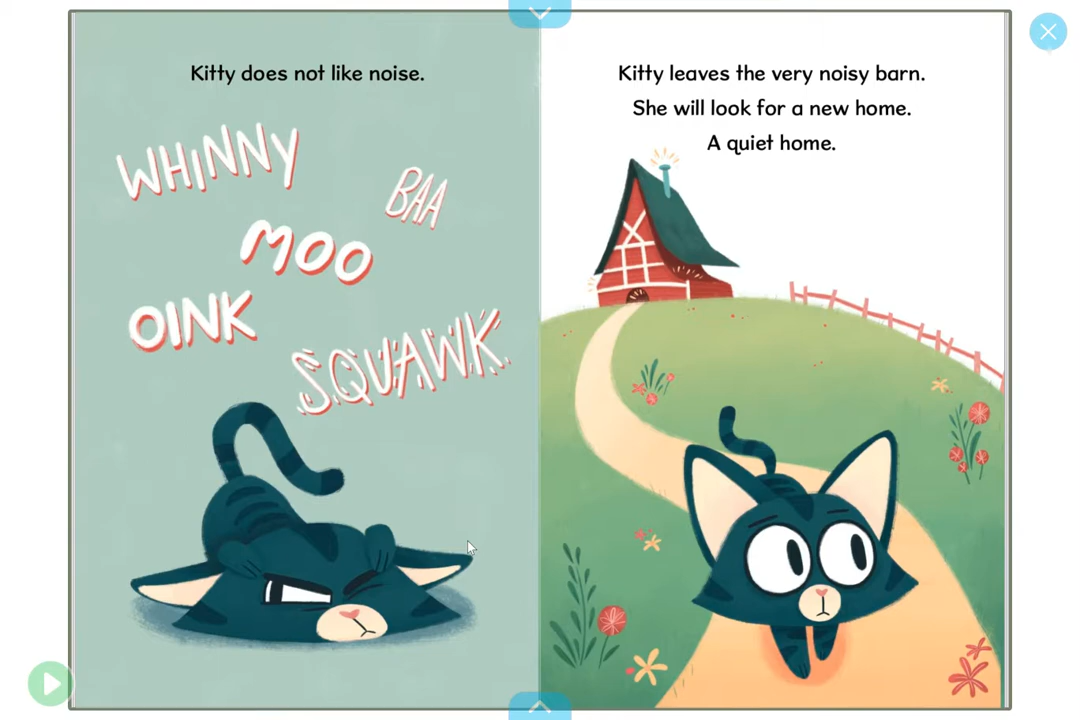 Kitty does not like noise.
WHINNY
BAA
MOO
OINK
SQUAWK
Kitty leaves the very noisy barn.
She will look for a new home.
A quiet home.